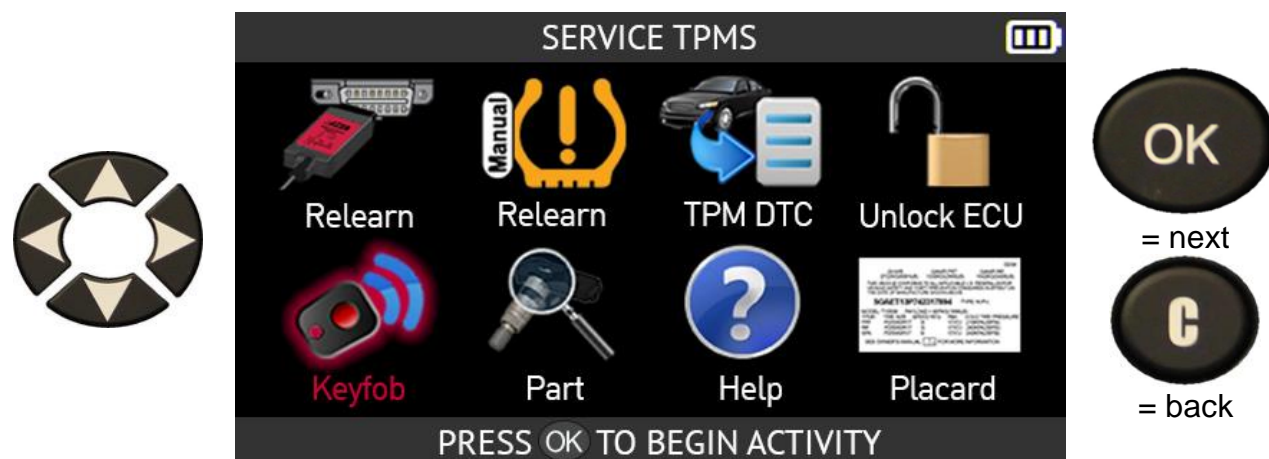 SERVICE TPMS
Manual
Relearn
Relearn
TPM DTC
Unlock ECU
Keyfob
Part
Help
Placard
PRESS OK TO BEGIN ACTIVITY
OK
= next
C
= back